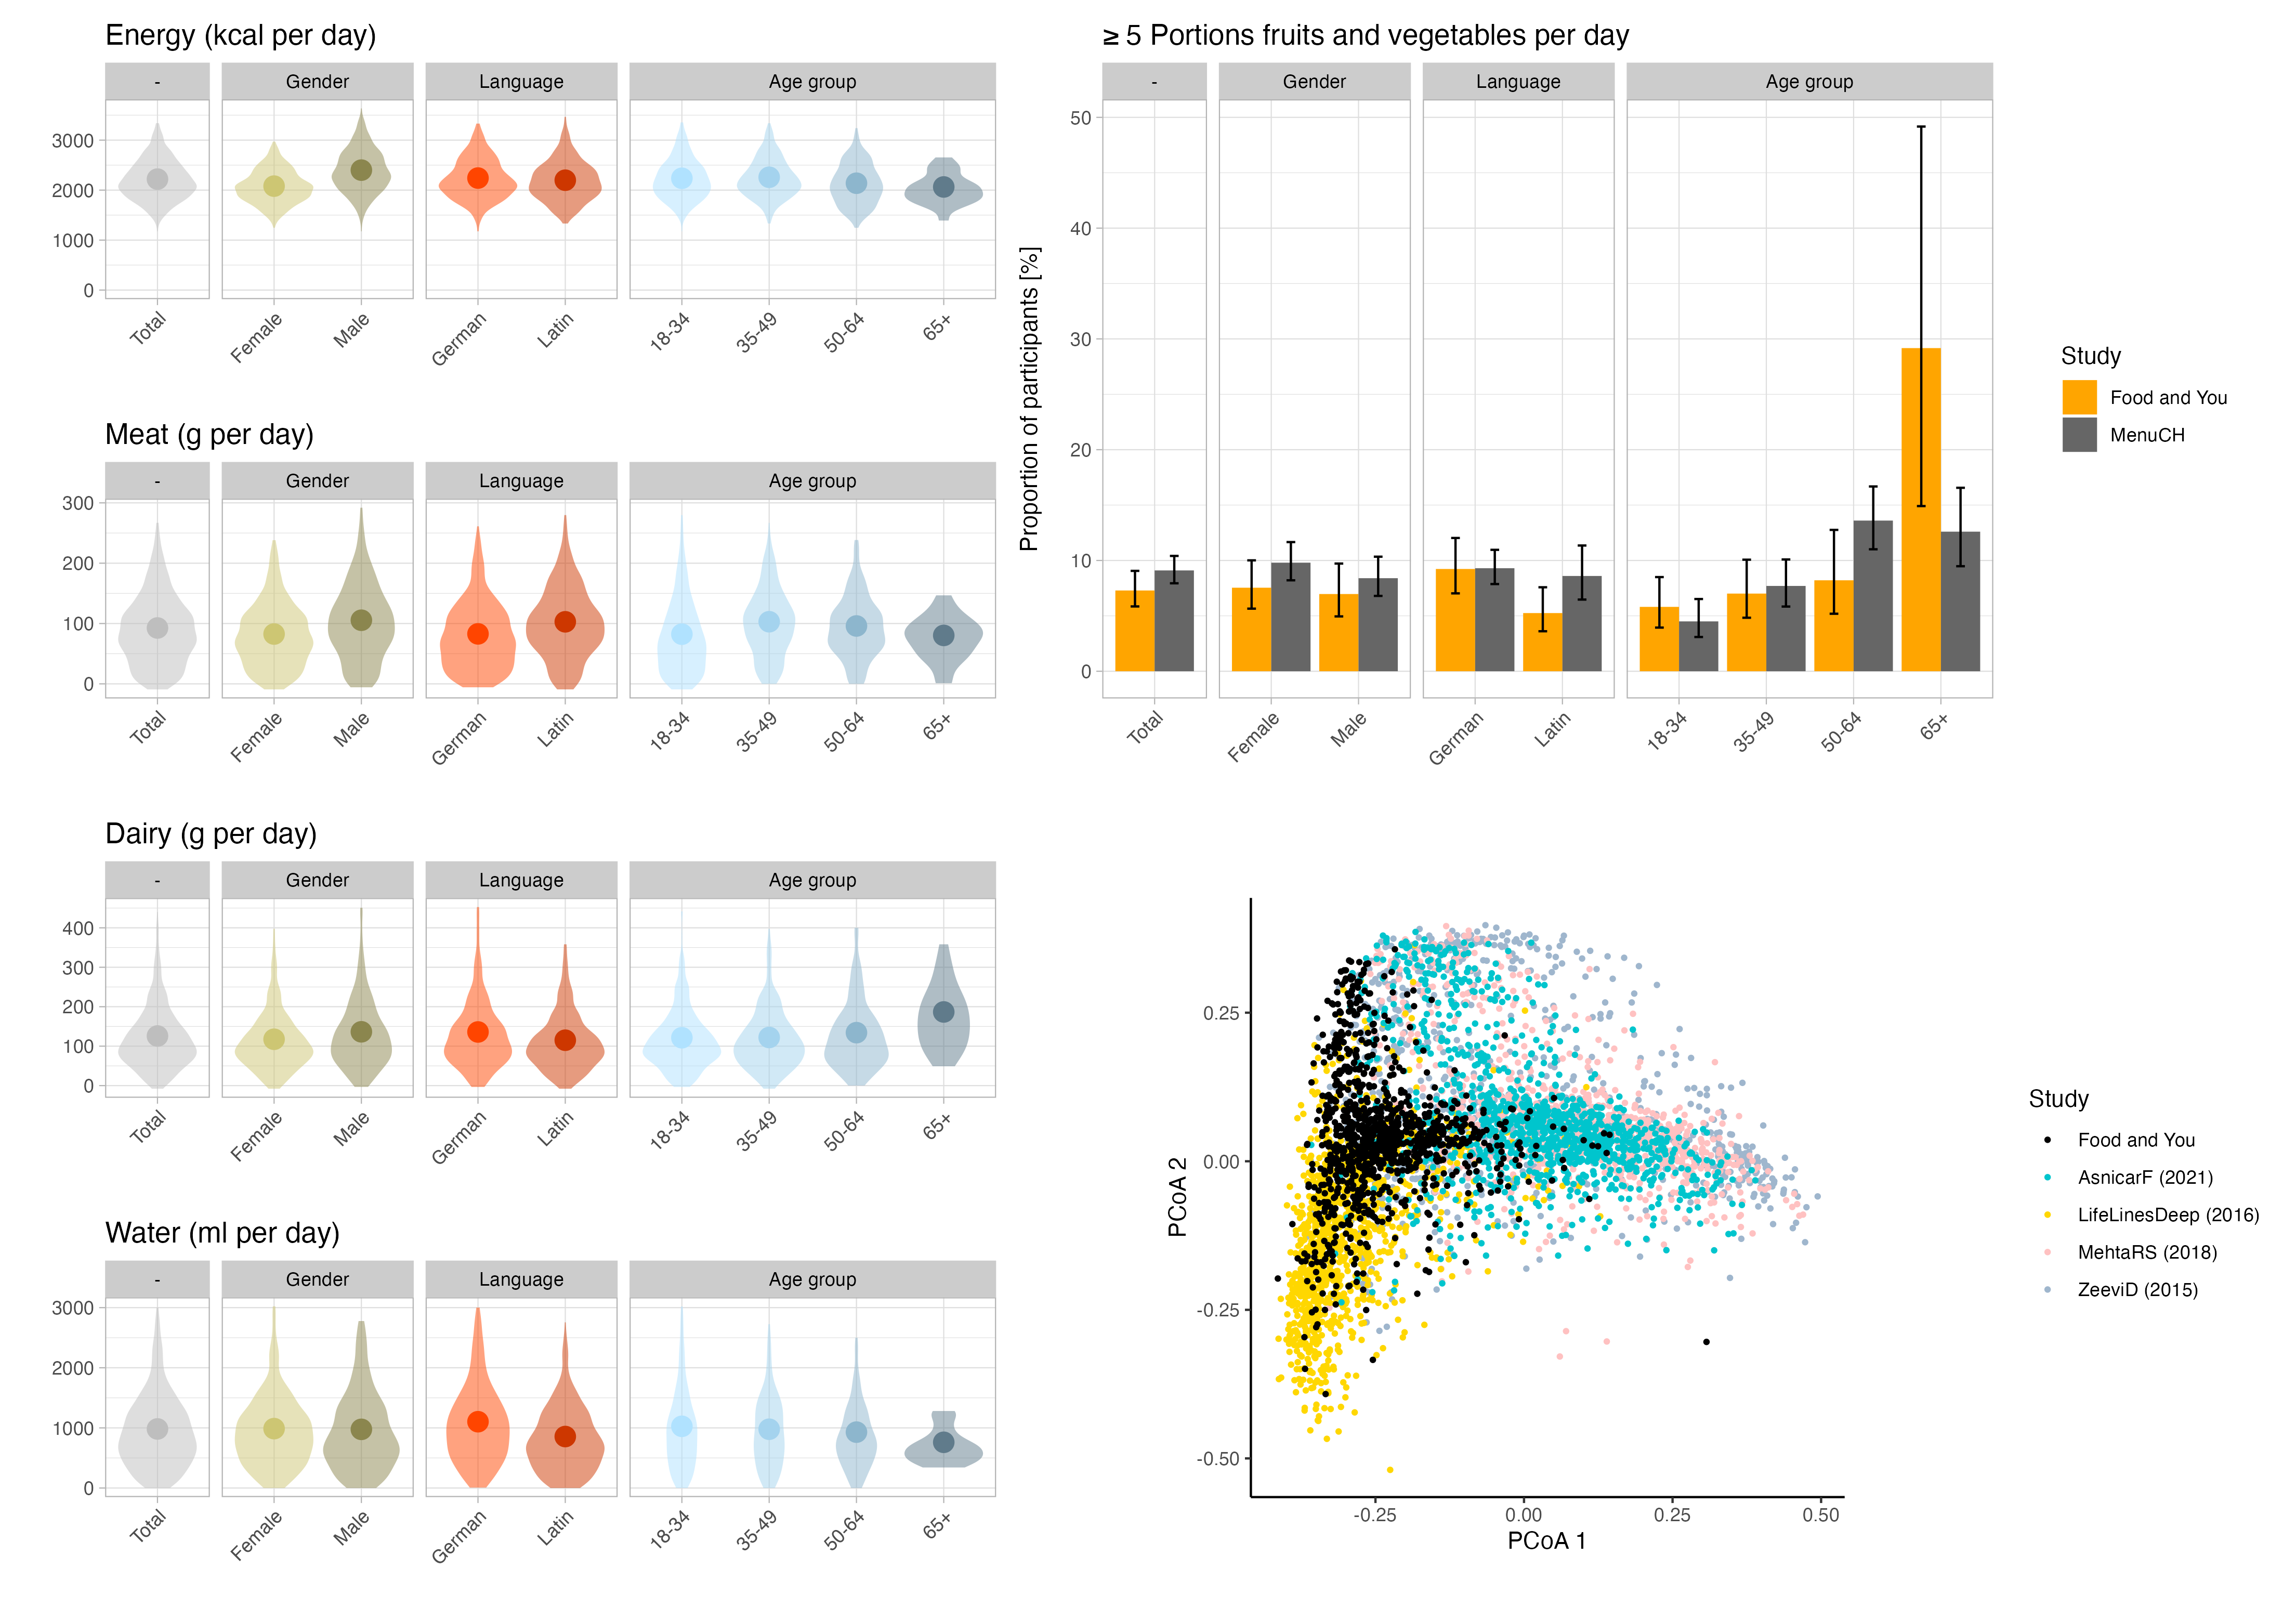 Energy (kcal per day)
- Gender Language Age group
3000
2000
1000
0
Total Female Male German Latin 18-34 35-49 50-64 65+
Meat (g per day)
- Gender Language Age group
300
200
100
0
Total Female Male German Latin 18-34 35-49 50-64 65+
Dairy (g per day)
- Gender Language Age group
400
300
200
100
0
Total Female Male German Latin 18-34 35-49 50-64 65+
Water (ml per day)
- Gender Language Age group
3000
2000
1000
0
Total Female Male German Latin 18-34 35-49 50-64 65+
≥ 5 Portions fruits and vegetables per day
- Gender Language Age group
Proportion of participants [%]
50
40
30
20
10
0
Total Female Male German Latin 18-34 35-49 50-64 65+
Study
Food and You
MenuCH
PCoA 2
0.25
0.00
-0.25
-0.50
-0.25 0.00 0.25 0.50
PCoA 1
Study
Food and You
AsnicarF (2021)
LifeLinesDeep (2016)
MehtaRS (2018)
ZeeviD (2015)